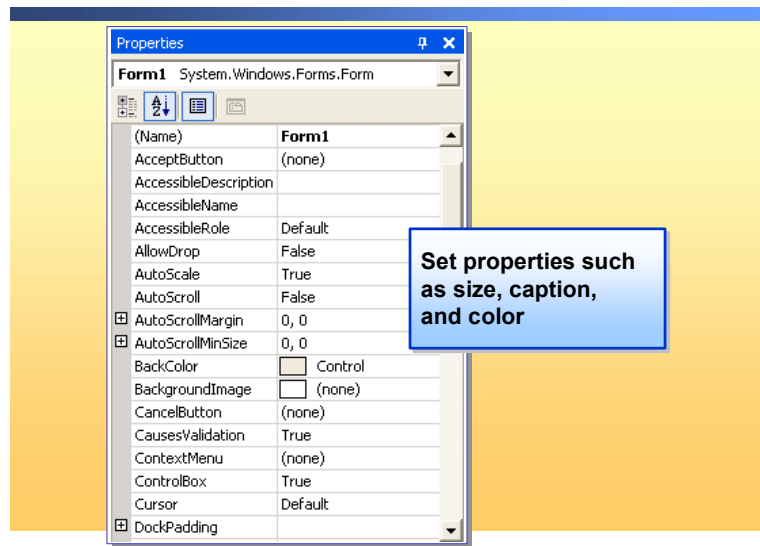 Properties
Form1 System.Windows.Forms.Form
A
Z
(Name) Form1
AcceptButton (none)
AccessibleDescription
AccessibleName
AccessibleRole Default
AllowDrop False
AutoScale True
AutoScroll False
AutoScrollMargin 0, 0
AutoScrollMinSize 0, 0
BackColor Control
BackgroundImage (none)
CancelButton (none)
CausesValidation True
ContextMenu (none)
ControlBox True
Cursor Default
DockPadding
Set properties such
as size, caption,
and color